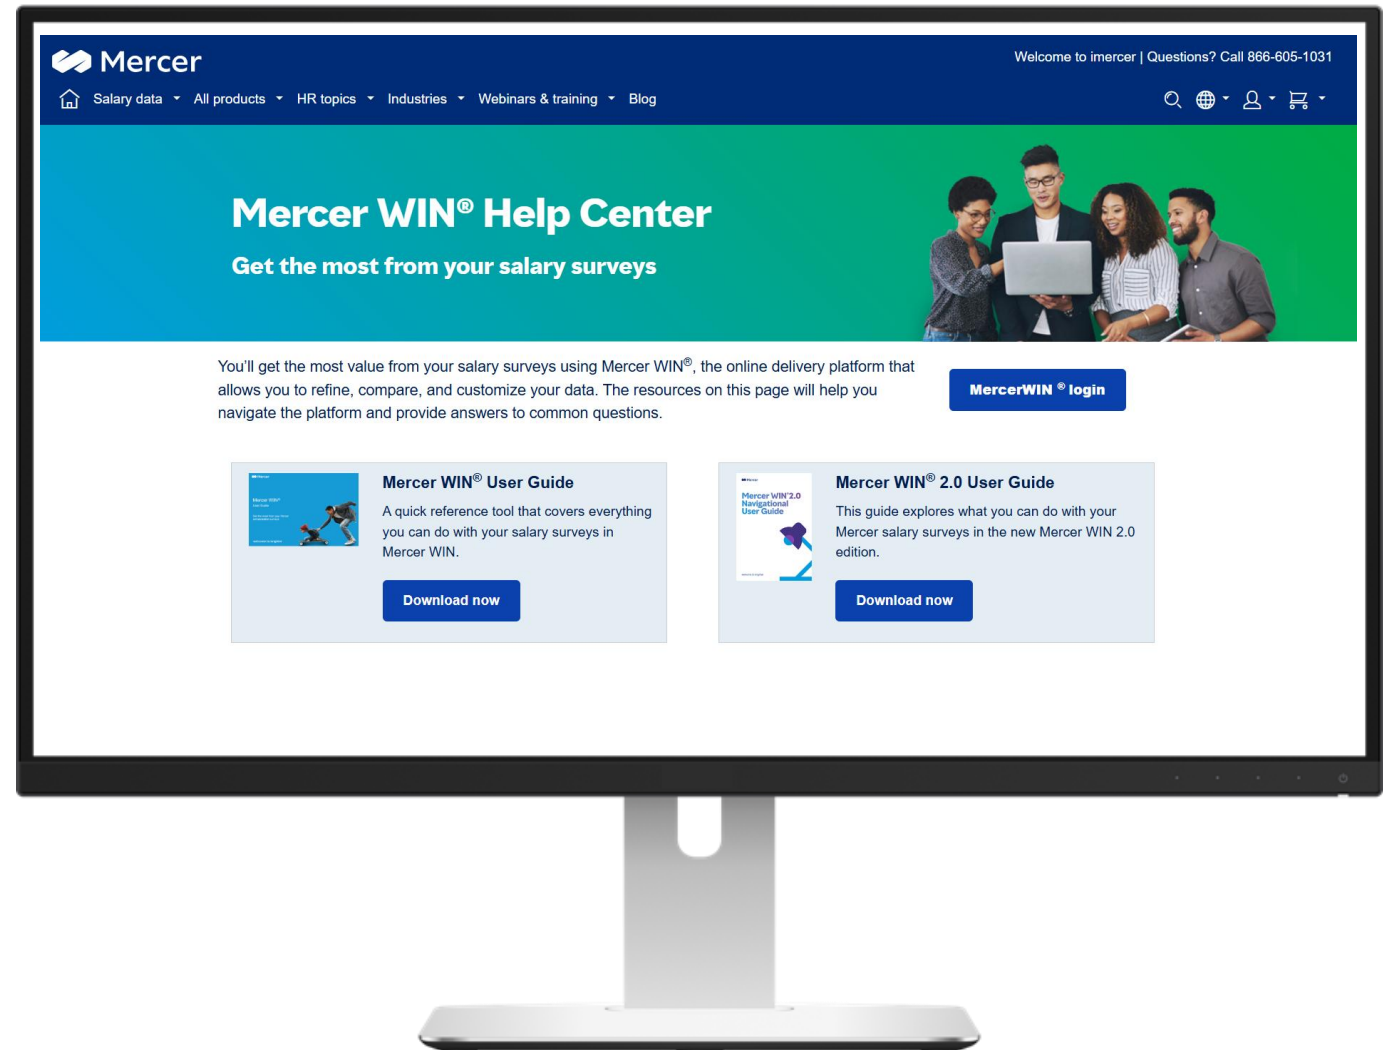 Mercer
Welcome to imercer | Questions? Call 866-605-1031
Salary data All products HR topics Industries Webinars & training Blog
Mercer WIN® Help Center
Get the most from your salary surveys
You'll get the most value from your salary surveys using Mercer WIN®, the online delivery platform that
allows you to refine, compare, and customize your data. The resources on this page will help you
navigate the platform and provide answers to common questions.
MercerWIN ® login
Mercer WIN® User Guide
A quick reference tool that covers everything
you can do with your salary surveys in
Mercer WIN.
Download now
Mercer
Mercer WIN®2.0
Navigational
User Guide
Mercer WIN® 2.0 User Guide
This guide explores what you can do with your
Mercer salary surveys in the new Mercer WIN 2.0
edition.
Download now